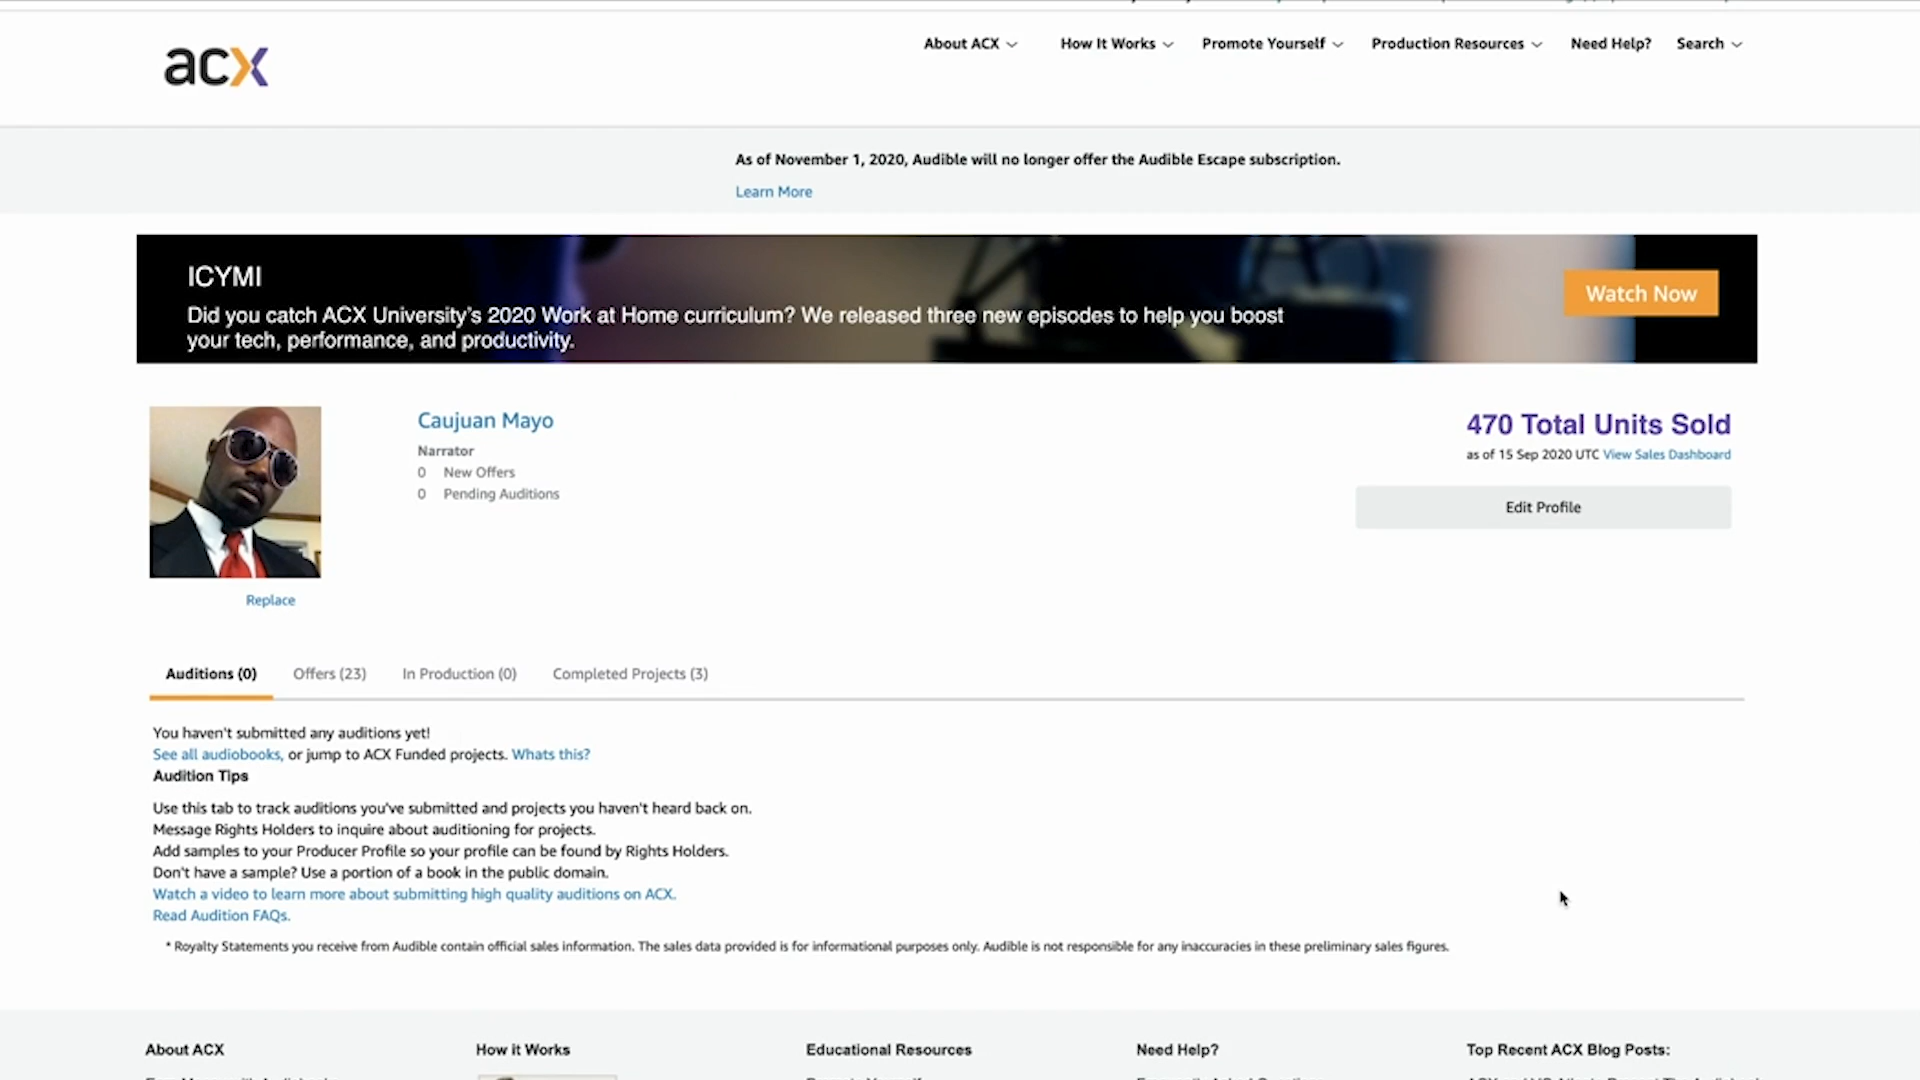 acx
About ACX
How It Works
Promote Yourself
Production Resources
Need Help?
Search
As of November 1, 2020, Audible will no longer offer the Audible Escape subscription.
Learn More
ICYMI
Did you catch ACX University's 2020 Work at Home curriculum? We released three new episodes to help you boost
your tech, performance, and productivity.
Watch Now
Caujuan Mayo
Narrator
0 New Offers
0 Pending Auditions
470 Total Units Sold
as of 15 Sep 2020 UTC View Sales Dashboard
Edit Profile
Replace
Auditions (0)
Offers (23)
In Production (0)
Completed Projects (3)
You haven't submitted any auditions yet!
See all audiobooks, or jump to ACX Funded projects. Whats this?
Audition Tips
Use this tab to track auditions you've submitted and projects you haven't heard back on.
Message Rights Holders to inquire about auditioning for projects.
Add samples to your Producer Profile so your profile can be found by Rights Holders.
Don't have a sample? Use a portion of a book in the public domain.
Watch a video to learn more about submitting high quality auditions on ACX.
Read Audition FAQs.
* Royalty Statements you receive from Audible contain official sales information. The sales data provided is for informational purposes only. Audible is not responsible for any inaccuracies in these preliminary sales figures.
About ACX
How it Works
Educational Resources
Need Help?
Top Recent ACX Blog Posts: